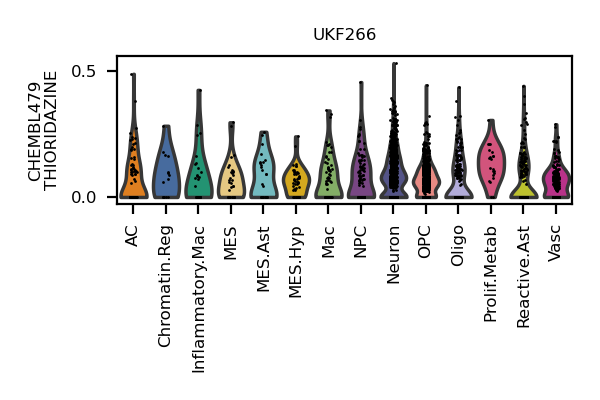 UKF266
CHEMBL479
THIORIDAZINE
0.5
0.0
AC
Chromatin.Reg
Inflammatory.Mac
MES
MES.Ast
MES.Hyp
Mac
NPC
Neuron
OPC
Oligo
Prolif.Metab
Reactive.Ast
Vasc